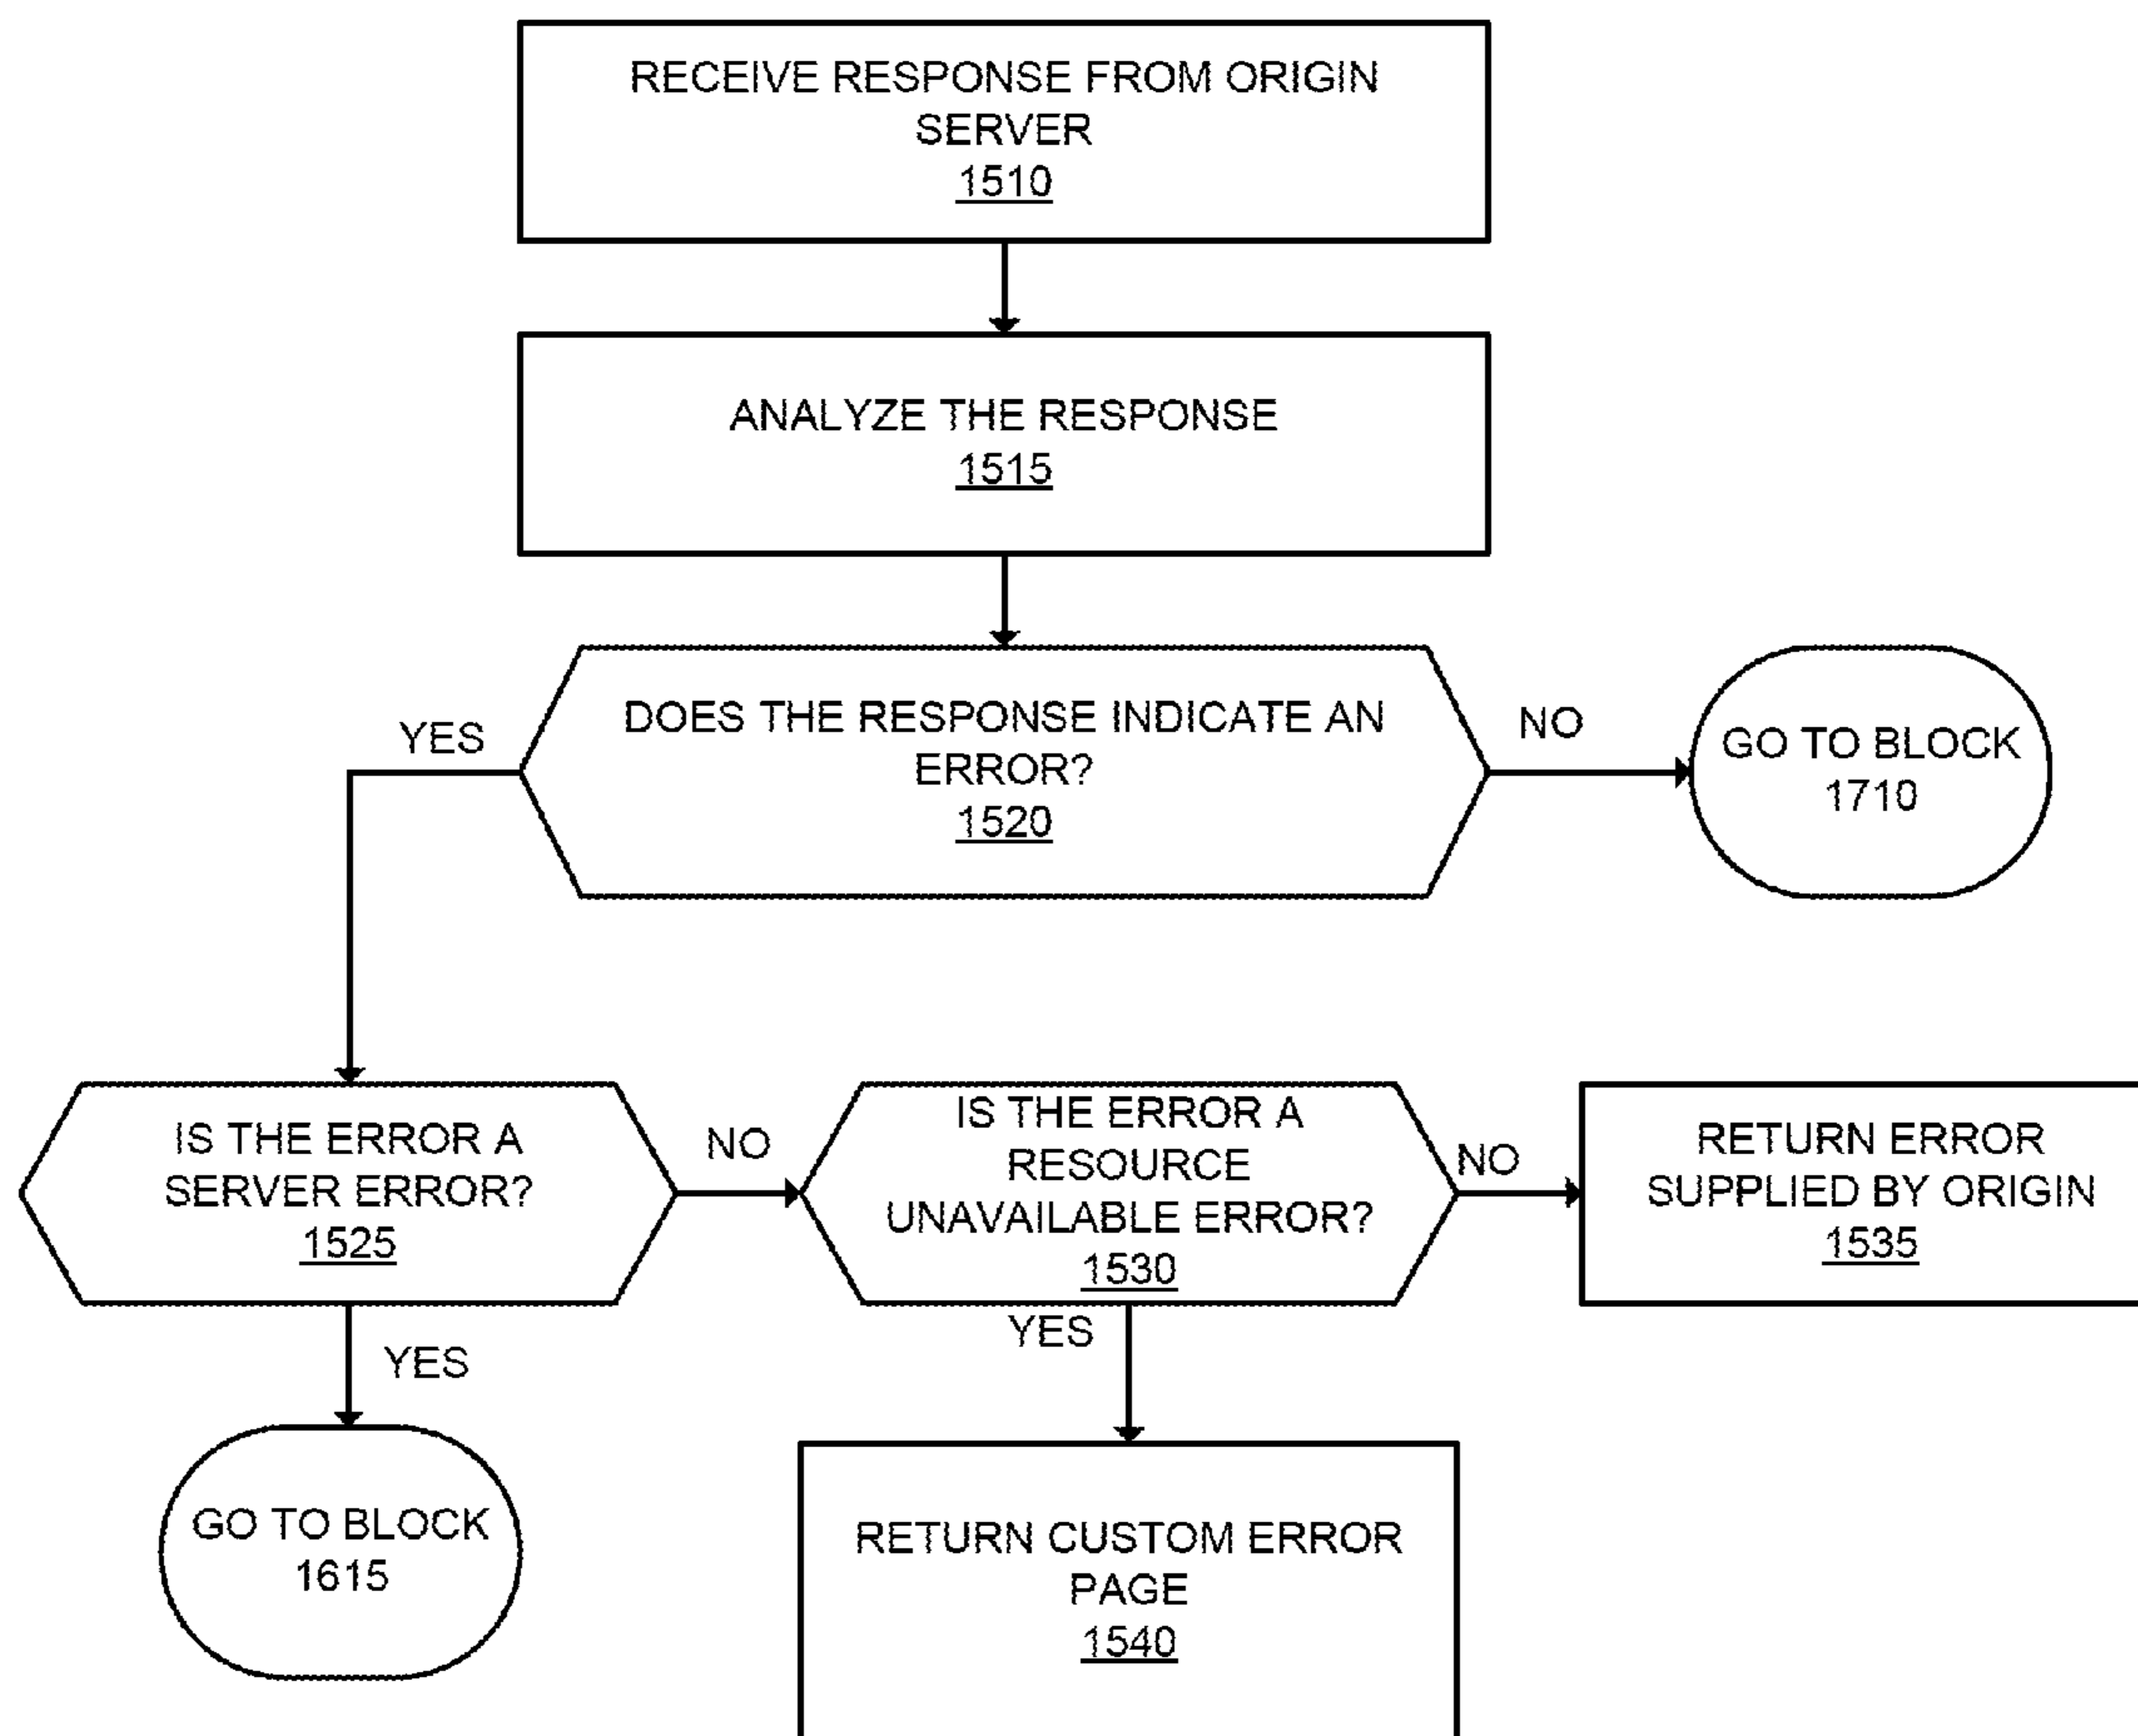 RECEIVE RESPONSE FROM ORIGIN
SERVER
1510
ANALYZE THE RESPONSE
1515
DOES THE RESPONSE INDICATE AN
ERROR?
1520
YES
NO
GO TO BLOCK
1710
IS THE ERROR A
SERVER ERROR?
1525
NO
IS THE ERROR A
RESOURCE
UNAVAILABLE ERROR?
1530
NO
RETURN ERROR
SUPPLIED BY ORIGIN
1535
YES
GO TO BLOCK
1615
YES
RETURN CUSTOM ERROR
PAGE
1540